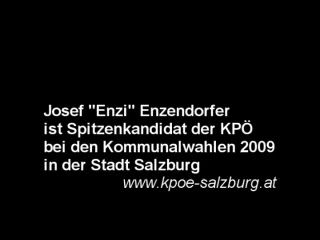 Josef "Enzi" Enzendorfer
ist Spitzenkandidat der KPÖ
bei den Kommunalwahlen 2009
in der Stadt Salzburg
www.kpoe-salzburg.at